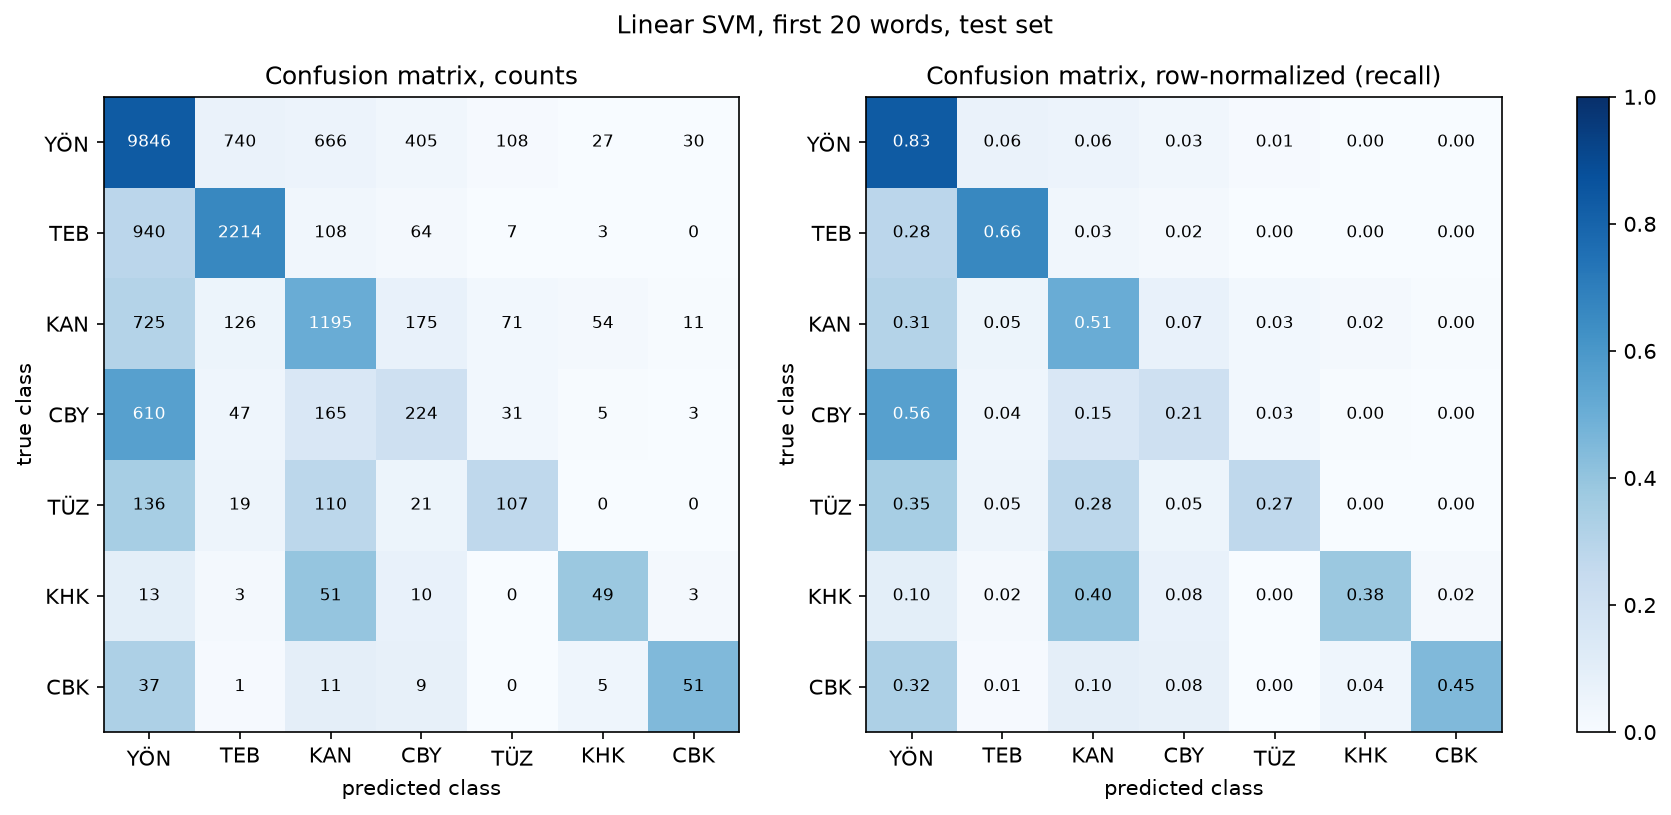 Linear SVM, first 20 words, test set
Confusion matrix, counts
true class
YÖN 9846 740 666 405 108 27 30
TEB 940 2214 108 64 7 3 0
KAN 725 126 1195 175 71 54 11
CBY 610 47 165 224 31 5 3
TÜZ 136 19 110 21 107 0 0
KHK 13 3 51 10 0 49 3
CBK 37 1 11 9 0 5 51
YÖN TEB KAN CBY TÜZ KHK CBK
predicted class
Confusion matrix, row-normalized (recall)
true class
YÖN 0.83 0.06 0.06 0.03 0.01 0.00 0.00
TEB 0.28 0.66 0.03 0.02 0.00 0.00 0.00
KAN 0.31 0.05 0.51 0.07 0.03 0.02 0.00
CBY 0.56 0.04 0.15 0.21 0.03 0.00 0.00
TÜZ 0.35 0.05 0.28 0.05 0.27 0.00 0.00
KHK 0.10 0.02 0.40 0.08 0.00 0.38 0.02
CBK 0.32 0.01 0.10 0.08 0.00 0.04 0.45
YÖN TEB KAN CBY TÜZ KHK CBK
predicted class
1.0
0.8
0.6
0.4
0.2
0.0